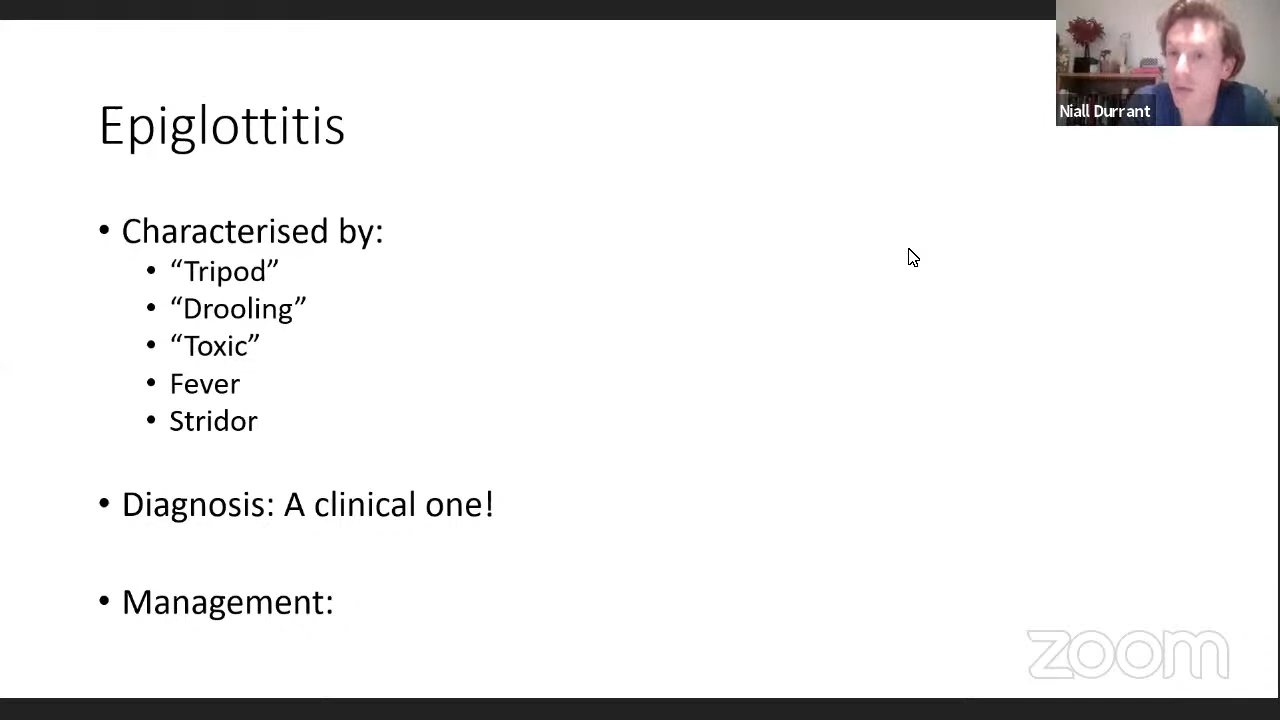 Niall Durrant
Epiglottitis
• Characterised by:
• “Tripod”
• “Drooling”
• “Toxic”
• Fever
• Stridor
• Diagnosis: A clinical one!
• Management:
zoom